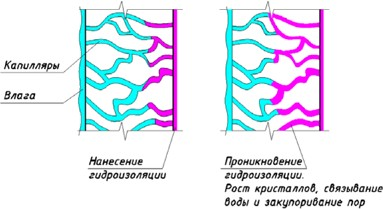 Капилляры
Влага
Нанесение
гидроизоляции
Проникновение
гидроизоляции.
Рост кристаллов, связывание
воды и закупоривание пор